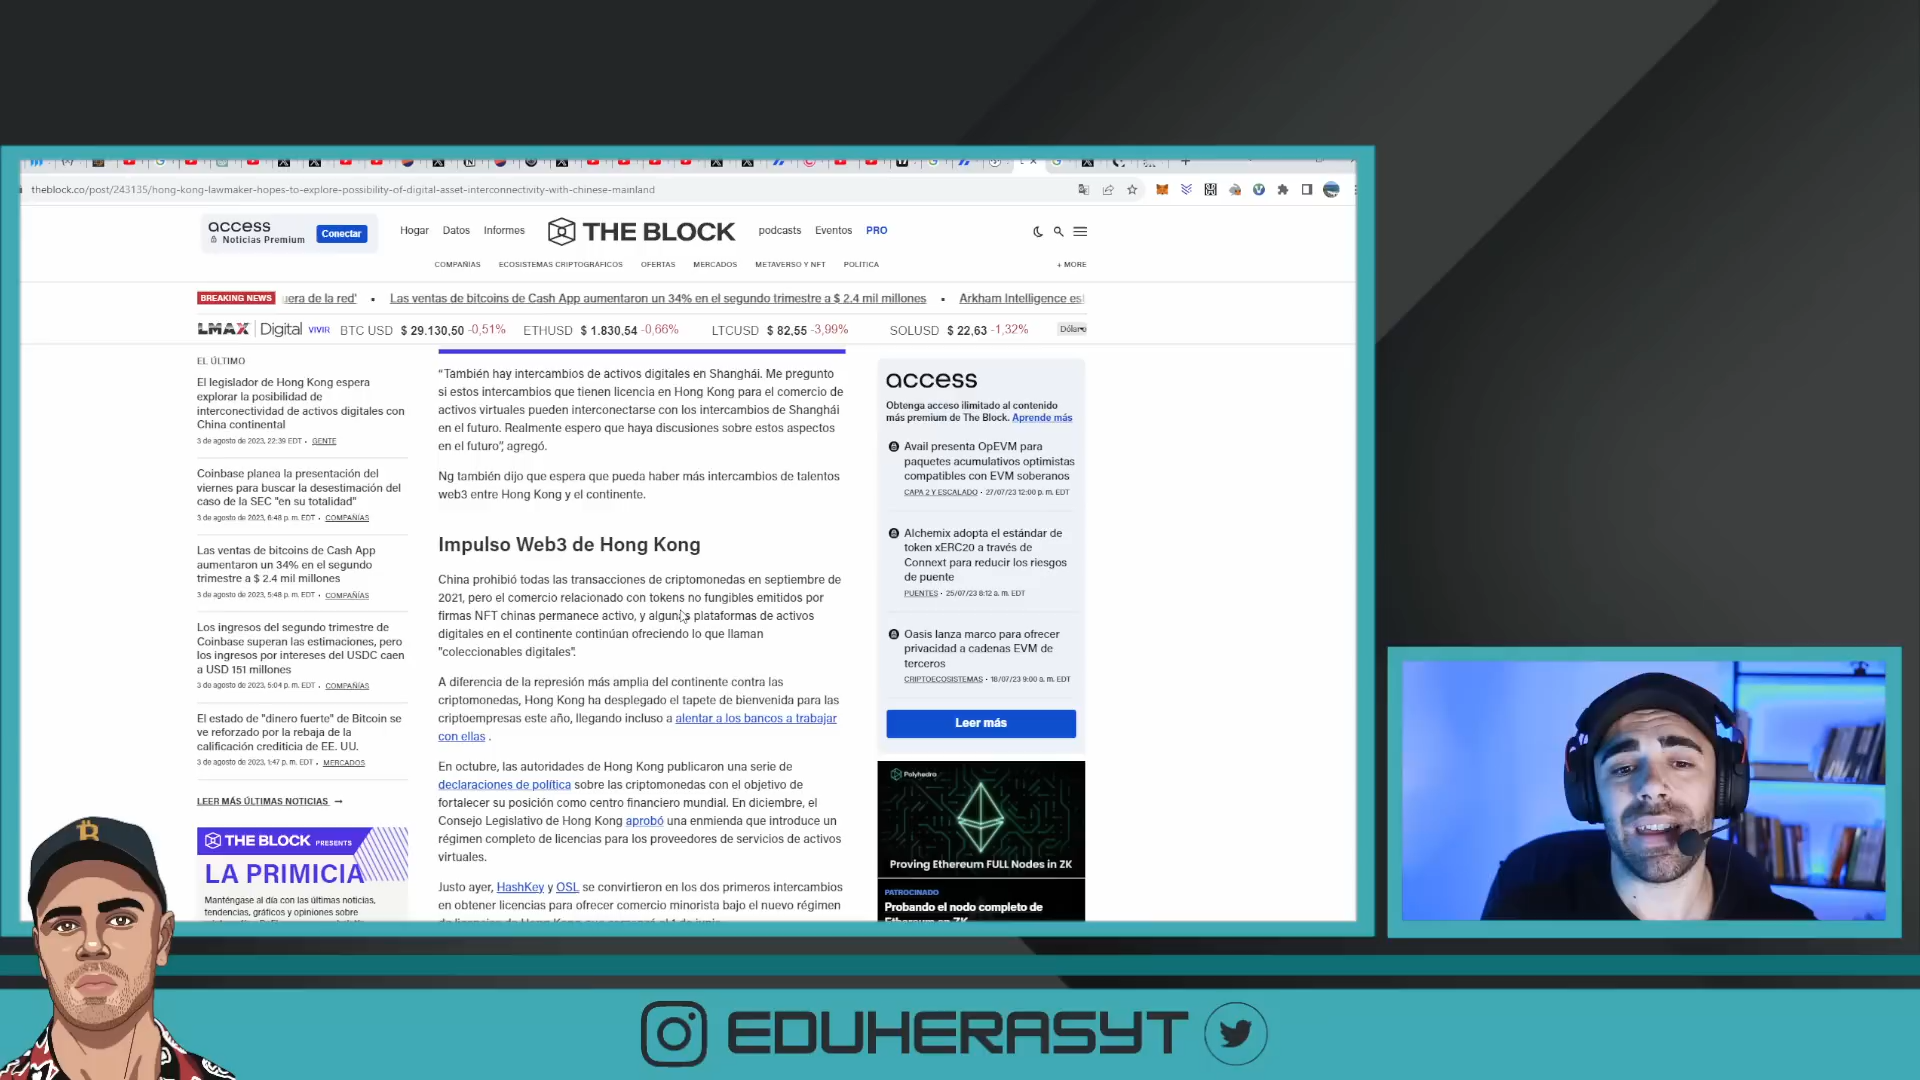 theblock.co/post/243135/hong-kong-lawmaker-hopes-to-explore-possibility-of-digital-asset-interconnectivity-with-chinese-mainland
access
Noticias Premium
Conectar
Hogar Datos Informes
THE BLOCK
podcasts Eventos PRO
COMPAÑÍAS ECOSISTEMAS CRIPTOGRÁFICOS OFERTAS MERCADOS METAVERSO Y NFT POLÍTICA + MORE
BREAKING NEWS uera de la red' ▪ Las ventas de bitcoins de Cash App aumentaron un 34% en el segundo trimestre a $ 2.4 mil millones ▪ Arkham Intelligence es
LMAX Digital VIVIR BTC USD $ 29.130,50 -0,51% ETHUSD $ 1.830,54 -0,66% LTCUSD $ 82,55 -3,99% SOLUSD $ 22,63 -1,32% Dólar
EL ÚLTIMO
El legislador de Hong Kong espera
explorar la posibilidad de
interconectividad de activos digitales con
China continental
3 de agosto de 2023, 22:39 EDT • GENTE
Coinbase planea la presentación del
viernes para buscar la desestimación del
caso de la SEC "en su totalidad"
3 de agosto de 2023, 6:48 p. m. EDT • COMPAÑÍAS
Las ventas de bitcoins de Cash App
aumentaron un 34% en el segundo
trimestre a $ 2.4 mil millones
3 de agosto de 2023, 5:48 p. m. EDT • COMPAÑÍAS
Los ingresos del segundo trimestre de
Coinbase superan las estimaciones, pero
los ingresos por intereses del USDC caen
a USD 151 millones
3 de agosto de 2023, 5:04 p. m. EDT • COMPAÑÍAS
El estado de "dinero fuerte" de Bitcoin se
ve reforzado por la rebaja de la
calificación crediticia de EE. UU.
3 de agosto de 2023, 1:47 p. m. EDT • MERCADOS
LEER MÁS ÚLTIMAS NOTICIAS →
THE BLOCK PRESENTS
LA PRIMICIA
Manténgase al día con las últimas noticias,
tendencias, gráficos y opiniones sobre
“También hay intercambios de activos digitales en Shanghái. Me pregunto
si estos intercambios que tienen licencia en Hong Kong para el comercio de
activos virtuales pueden interconectarse con los intercambios de Shanghái
en el futuro. Realmente espero que haya discusiones sobre estos aspectos
en el futuro”, agregó.
Ng también dijo que espera que pueda haber más intercambios de talentos
web3 entre Hong Kong y el continente.
Impulso Web3 de Hong Kong
China prohibió todas las transacciones de criptomonedas en septiembre de
2021, pero el comercio relacionado con tokens no fungibles emitidos por
firmas NFT chinas permanece activo, y algunas plataformas de activos
digitales en el continente continúan ofreciendo lo que llaman
"coleccionables digitales".
A diferencia de la represión más amplia del continente contra las
criptomonedas, Hong Kong ha desplegado el tapete de bienvenida para las
criptoempresas este año, llegando incluso a alentar a los bancos a trabajar
con ellas .
En octubre, las autoridades de Hong Kong publicaron una serie de
declaraciones de política sobre las criptomonedas con el objetivo de
fortalecer su posición como centro financiero mundial. En diciembre, el
Consejo Legislativo de Hong Kong aprobó una enmienda que introduce un
régimen completo de licencias para los proveedores de servicios de activos
virtuales.
Justo ayer, HashKey y OSL se convirtieron en los dos primeros intercambios
en obtener licencias para ofrecer comercio minorista bajo el nuevo régimen
access
Obtenga acceso ilimitado al contenido
más premium de The Block. Aprende más
Avail presenta OpEVM para
paquetes acumulativos optimistas
compatibles con EVM soberanos
CAPA 2 Y ESCALADO • 27/07/23 12:00 p. m. EDT
Alchemix adopta el estándar de
token xERC20 a través de
Connext para reducir los riesgos
de puente
PUENTES • 25/07/23 8:12 a. m. EDT
Oasis lanza marco para ofrecer
privacidad a cadenas EVM de
terceros
CRIPTOECOSISTEMAS • 18/07/23 9:00 a. m. EDT
Leer más
Polyhedra
Proving Ethereum FULL Nodes in ZK
PATROCINADO
Probando el nodo completo de
Ethereum en ZK
EDUHERASYT